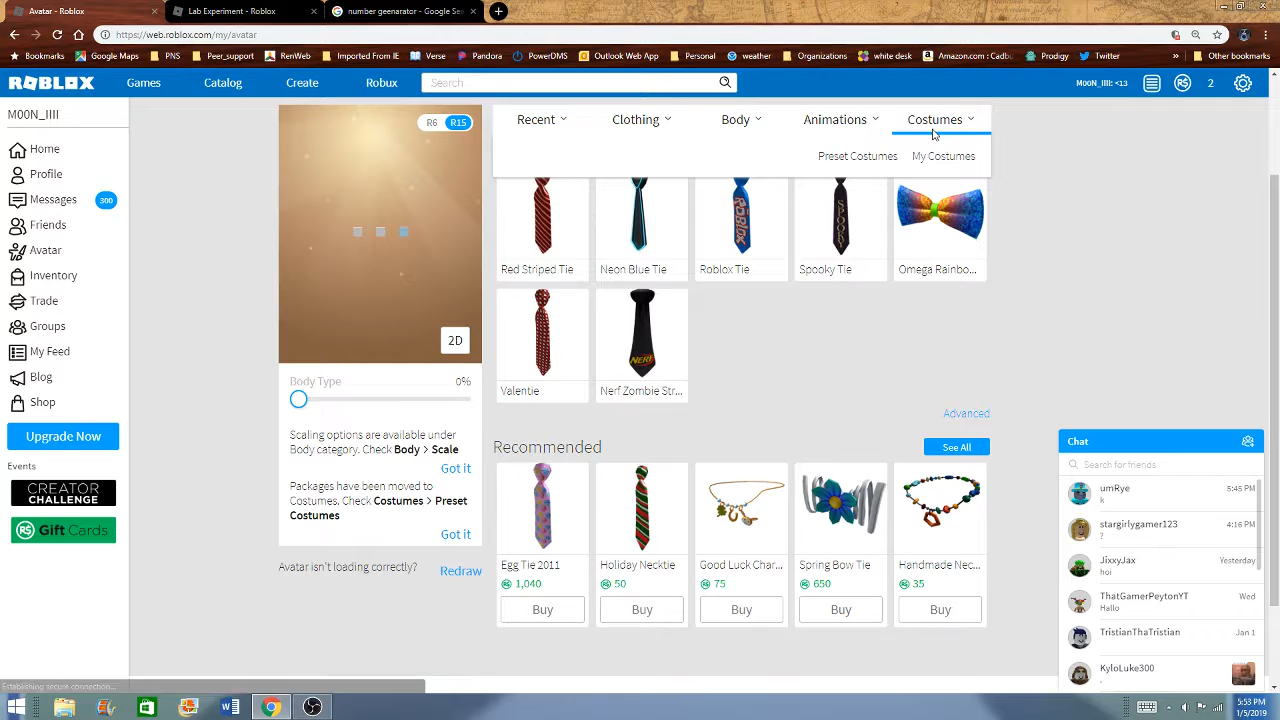 Avatar - Roblox
Lab Experiment - Roblox
number geenarator - Google Se
https://web.roblox.com/my/avatar
Bookmarks Google Maps PNS Peer_support RenWeb Imported From IE Verse Pandora PowerDMS Outlook Web App Personal weather Organizations white desk Amazon.com : Cadbu Prodigy Twitter » Other bookmarks
ROBLOX Games Catalog Create Robux Search M00N_IIII: <13 2
M00N_IIII
Home
Profile
Messages 300
Friends
Avatar
Inventory
Trade
Groups
My Feed
Blog
Shop
Upgrade Now
Events
CREATOR
CHALLENGE
Gift Cards
R6 R15
2D
Body Type 0%
Scaling options are available under
Body category. Check Body > Scale
Got it
Packages have been moved to
Costumes. Check Costumes > Preset
Costumes
Got it
Avatar isn't loading correctly?
Redraw
Recent Clothing Body Animations Costumes
Preset Costumes My Costumes
ROBLOX
SPOOKY
Red Striped Tie Neon Blue Tie Roblox Tie Spooky Tie Omega Rainbo...
NERF
Valentie Nerf Zombie Str...
Advanced
Recommended See All
Egg Tie 2011 Holiday Necktie Good Luck Char... Spring Bow Tie Handmade Nec...
1,040 50 75 650 35
Buy Buy Buy Buy Buy
Chat
Search for friends
umRye 5:45 PM
k
stargirlygamer123 4:16 PM
?
JixxyJax Yesterday
hoi
ThatGamerPeytonYT Wed
Hallo
TristianThaTristian Jan 1
KyloLuke300
.
Establishing secure connection...
5:53 PM
1/5/2019